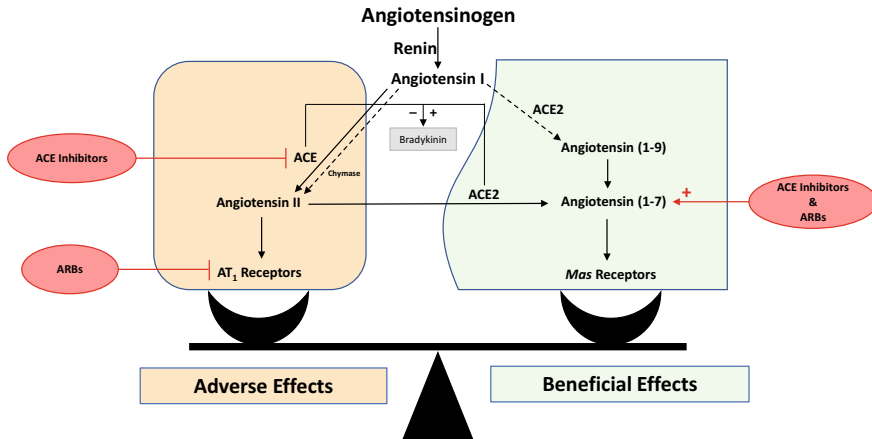 Angiotensinogen
Renin
Angiotensin I
ACE2
− +
Bradykinin
ACE Inhibitors
ACE
Chymase
Angiotensin (1-9)
Angiotensin II
ACE2
Angiotensin (1-7)
+
ACE Inhibitors
&
ARBs
ARBs
AT₁ Receptors
Mas Receptors
Adverse Effects
Beneficial Effects